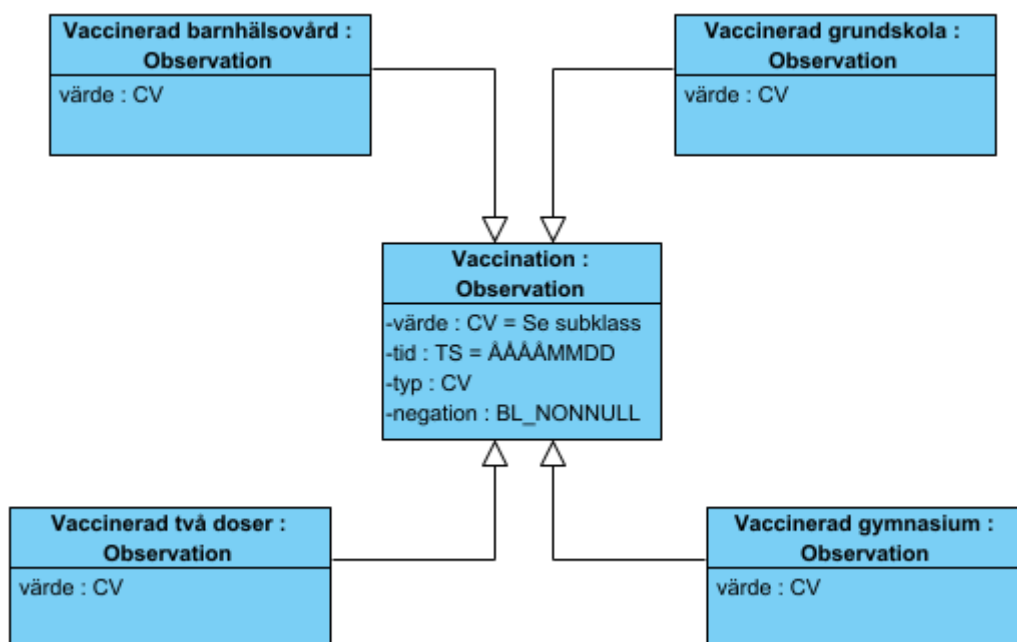 Vaccinerad barnhälsovård :
Observation
värde : CV
Vaccinerad grundskola :
Observation
värde : CV
Vaccination :
Observation
-värde : CV = Se subklass
-tid : TS = ÅÅÅÅMMDD
-typ : CV
-negation : BL_NONNULL
Vaccinerad två doser :
Observation
värde : CV
Vaccinerad gymnasium :
Observation
värde : CV